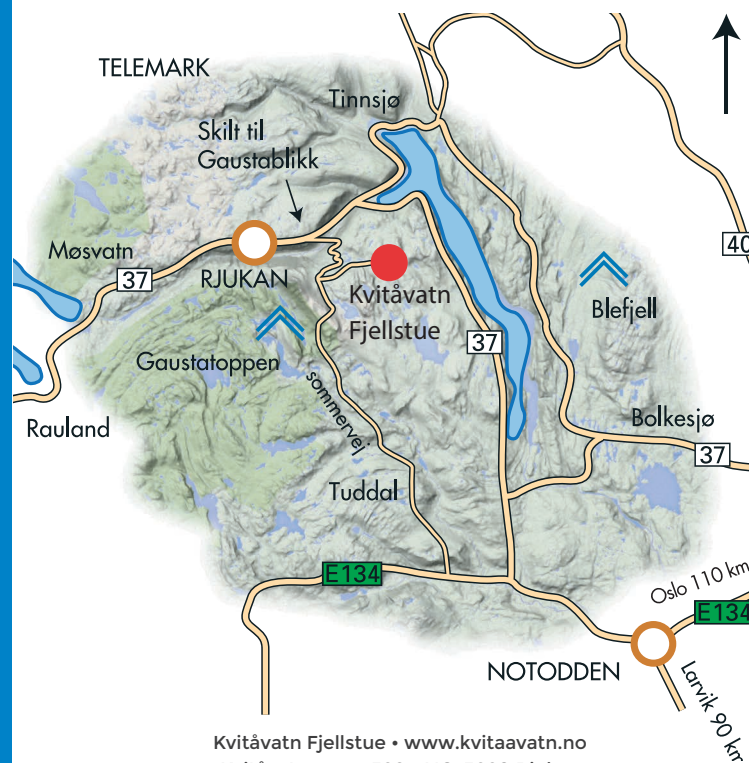 TELEMARK
Tinnsjø
Skilt til
Gaustablikk
40
Møsvatn
37
RJUKAN
Kvitåvatn
Fjellstue
Blefjell
37
Gaustatoppen
sommervej
Rauland
Bolkesjø
37
Tuddal
E134
Oslo 110 km
E134
NOTODDEN
Larvik 90 km
Kvitåvatn Fjellstue • www.kvitaavatn.no